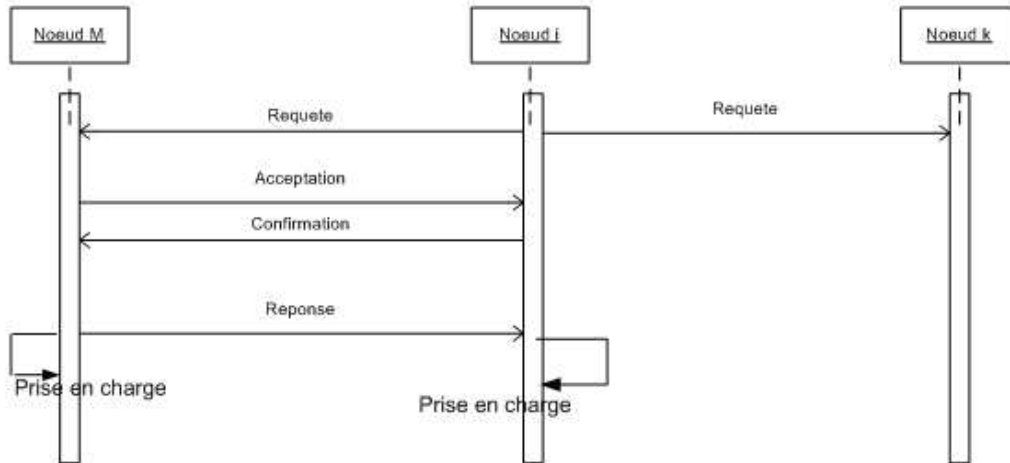 Noeud M
Noeud i
Noeud k
Requete
Requete
Acceptation
Confirmation
Reponse
Prise en charge
Prise en charge